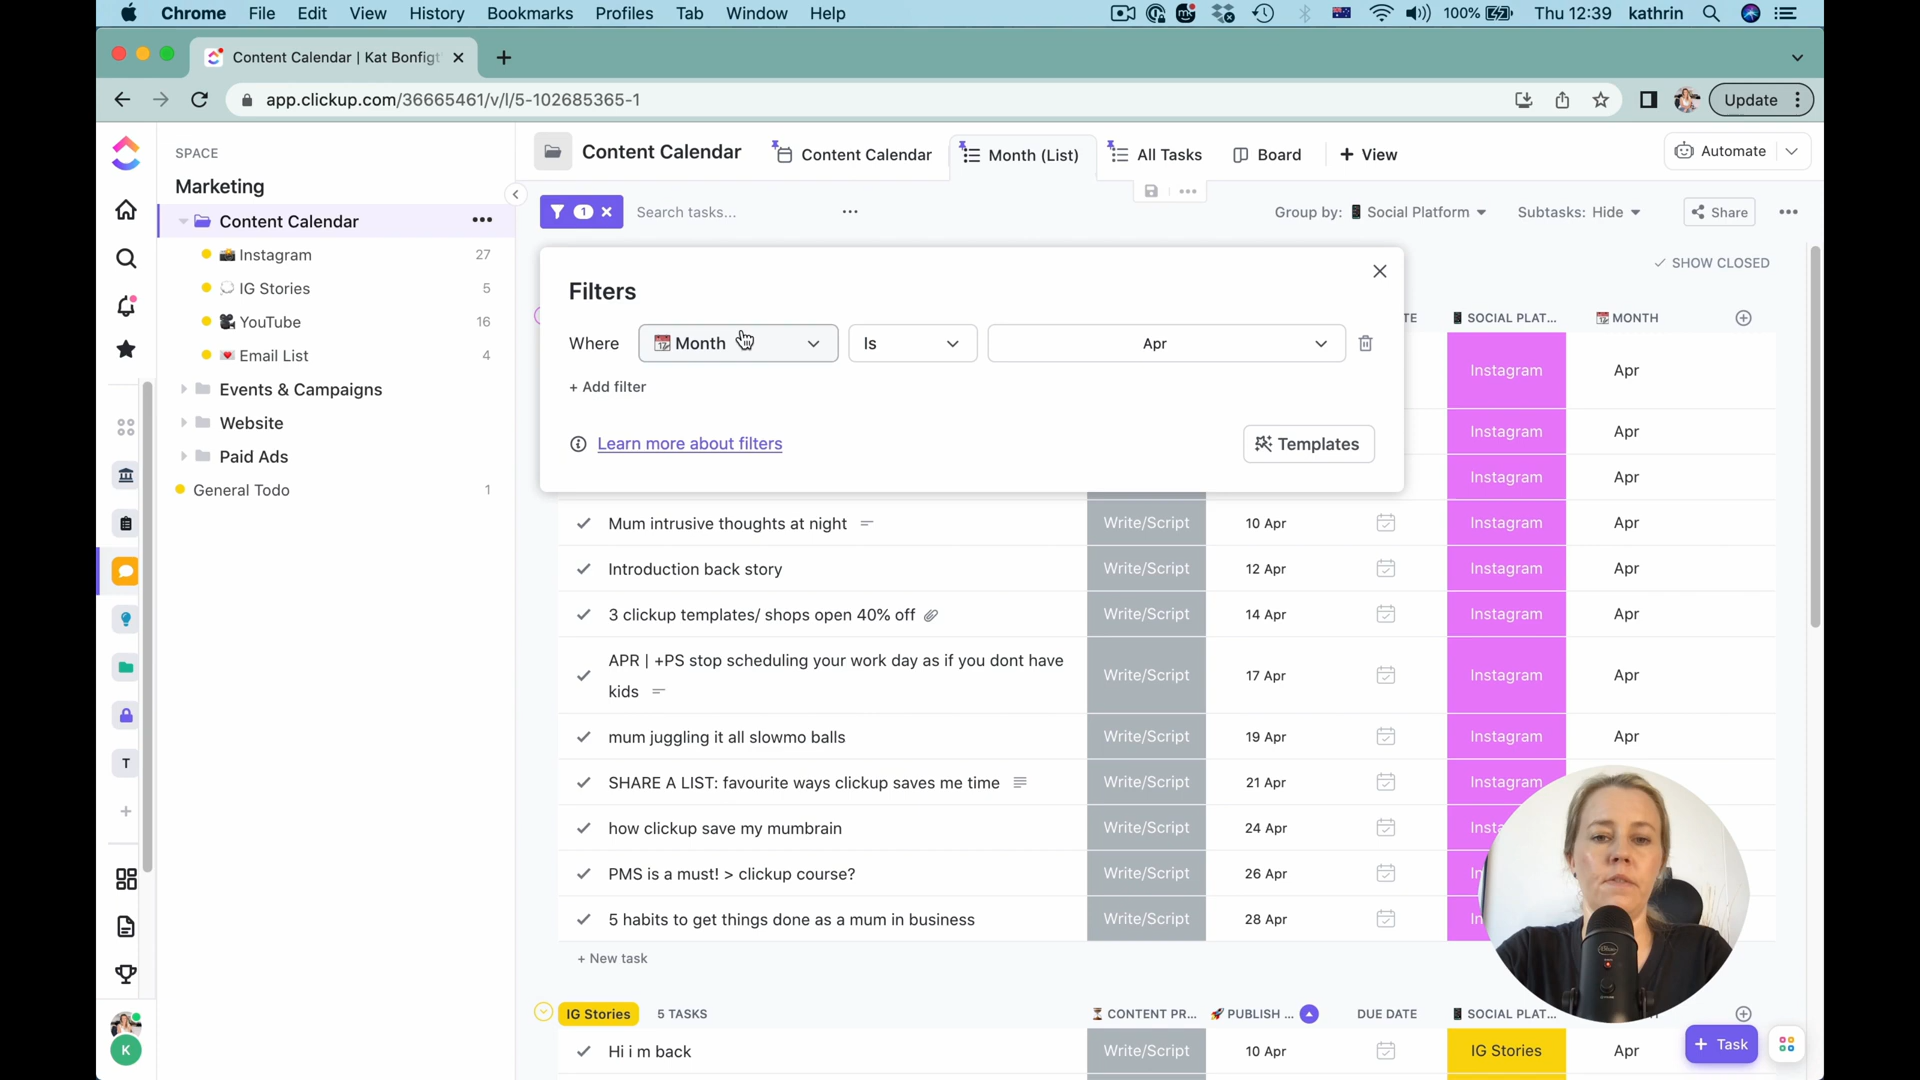 Chrome File Edit View History Bookmarks Profiles Tab Window Help 100% Thu 12:39 kathrin
Content Calendar | Kat Bonfigt
app.clickup.com/36665461/v/l/5-102685365-1 Update
SPACE
Marketing
Content Calendar
Instagram 27
IG Stories 5
YouTube 16
Email List 4
Events & Campaigns
Website
Paid Ads
General Todo 1
T
K
Content Calendar Content Calendar Month (List) All Tasks Board + View Automate
1 Search tasks... Group by: Social Platform Subtasks: Hide Share
SHOW CLOSED
Filters
Where Month Is Apr
+ Add filter
Learn more about filters Templates
TE SOCIAL PLAT... MONTH
Instagram Apr
Instagram Apr
Instagram Apr
Mum intrusive thoughts at night Write/Script 10 Apr Instagram Apr
Introduction back story Write/Script 12 Apr Instagram Apr
3 clickup templates/ shops open 40% off Write/Script 14 Apr Instagram Apr
APR | +PS stop scheduling your work day as if you dont have
kids Write/Script 17 Apr Instagram Apr
mum juggling it all slowmo balls Write/Script 19 Apr Instagram Apr
SHARE A LIST: favourite ways clickup saves me time Write/Script 21 Apr Instagram
how clickup save my mumbrain Write/Script 24 Apr Insta
PMS is a must! > clickup course? Write/Script 26 Apr In
5 habits to get things done as a mum in business Write/Script 28 Apr In
+ New task
IG Stories 5 TASKS CONTENT PR... PUBLISH ... DUE DATE SOCIAL PLAT...
Hi i m back Write/Script 10 Apr IG Stories Apr
+ Task